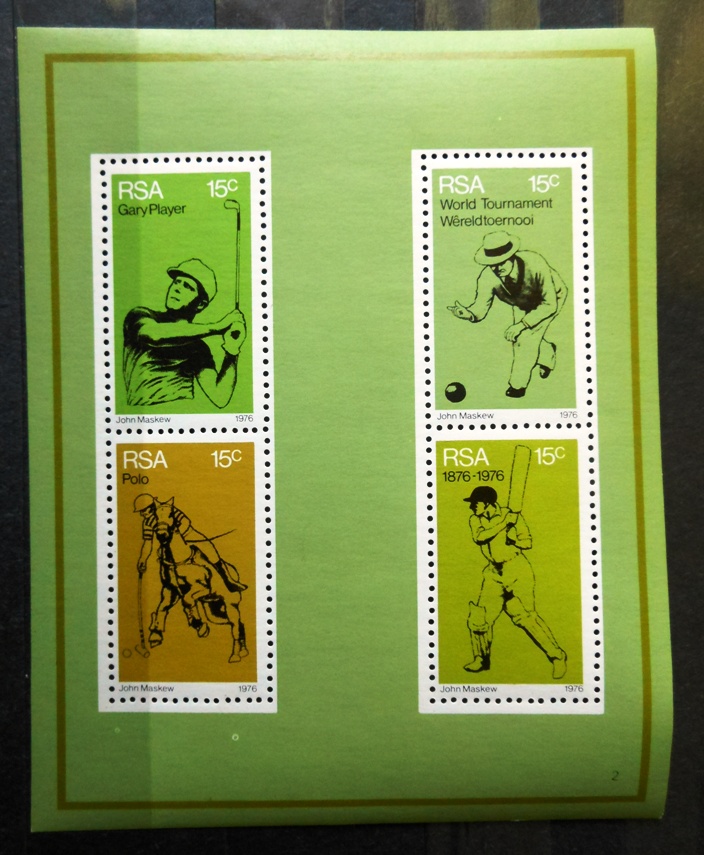 RSA 15c
Gary Player
John Maskew 1976
RSA 15c
World Tournament
Wêreldtoernooi
John Maskew 1976
RSA 15c
Polo
John Maskew 1976
RSA 15c
1876-1976
John Maskew 1976
2